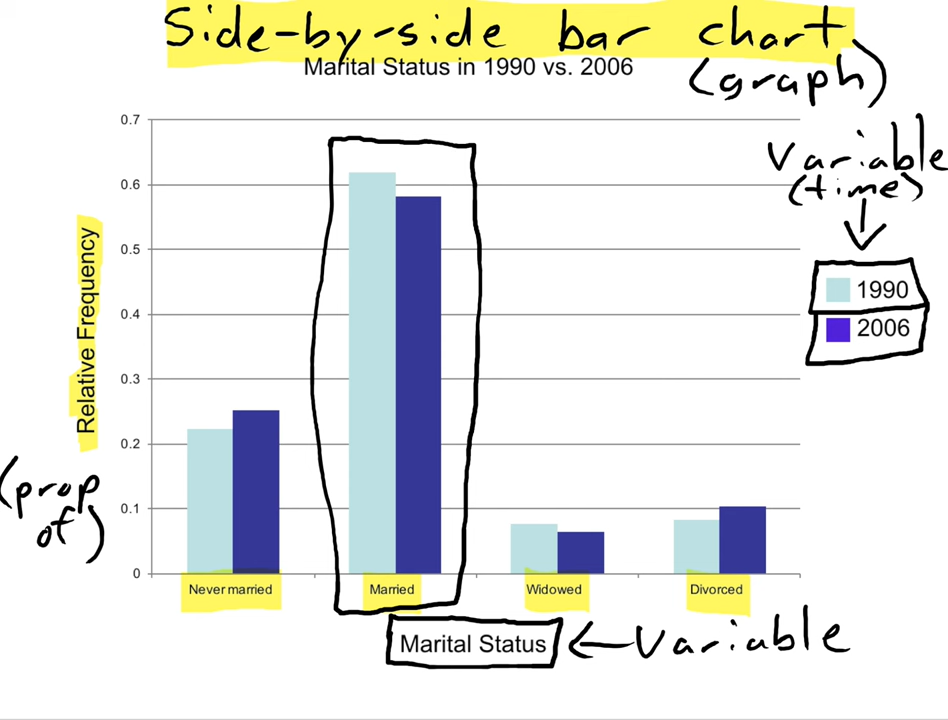 Side-by-side bar chart
Marital Status in 1990 vs. 2006
(graph)
0.7
Variable
(time)
0.6
0.5
1990
2006
0.4
Relative Frequency
0.3
0.2
(prop
of)
0.1
0
Never married Married Widowed Divorced
Marital Status ← Variable